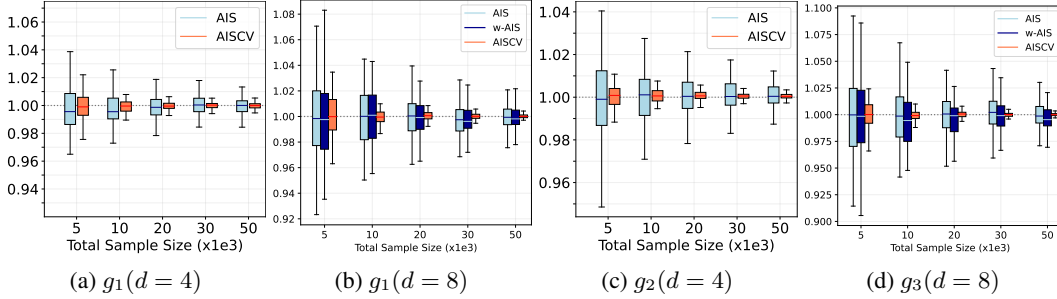 1.06
1.04
1.02
1.00
0.98
0.96
0.94
AIS
AISCV
5 10 20 30 50
Total Sample Size (x1e3)
(a) g₁(d = 4)
1.08
1.06
1.04
1.02
1.00
0.98
0.96
0.94
0.92
AIS
w-AIS
AISCV
5 10 20 30 50
Total Sample Size (x1e3)
(b) g₁(d = 8)
1.04
1.02
1.00
0.98
0.96
AIS
AISCV
5 10 20 30 50
Total Sample Size (x1e3)
(c) g₂(d = 4)
1.100
1.075
1.050
1.025
1.000
0.975
0.950
0.925
0.900
AIS
w-AIS
AISCV
5 10 20 30 50
Total Sample Size (x1e3)
(d) g₃(d = 8)